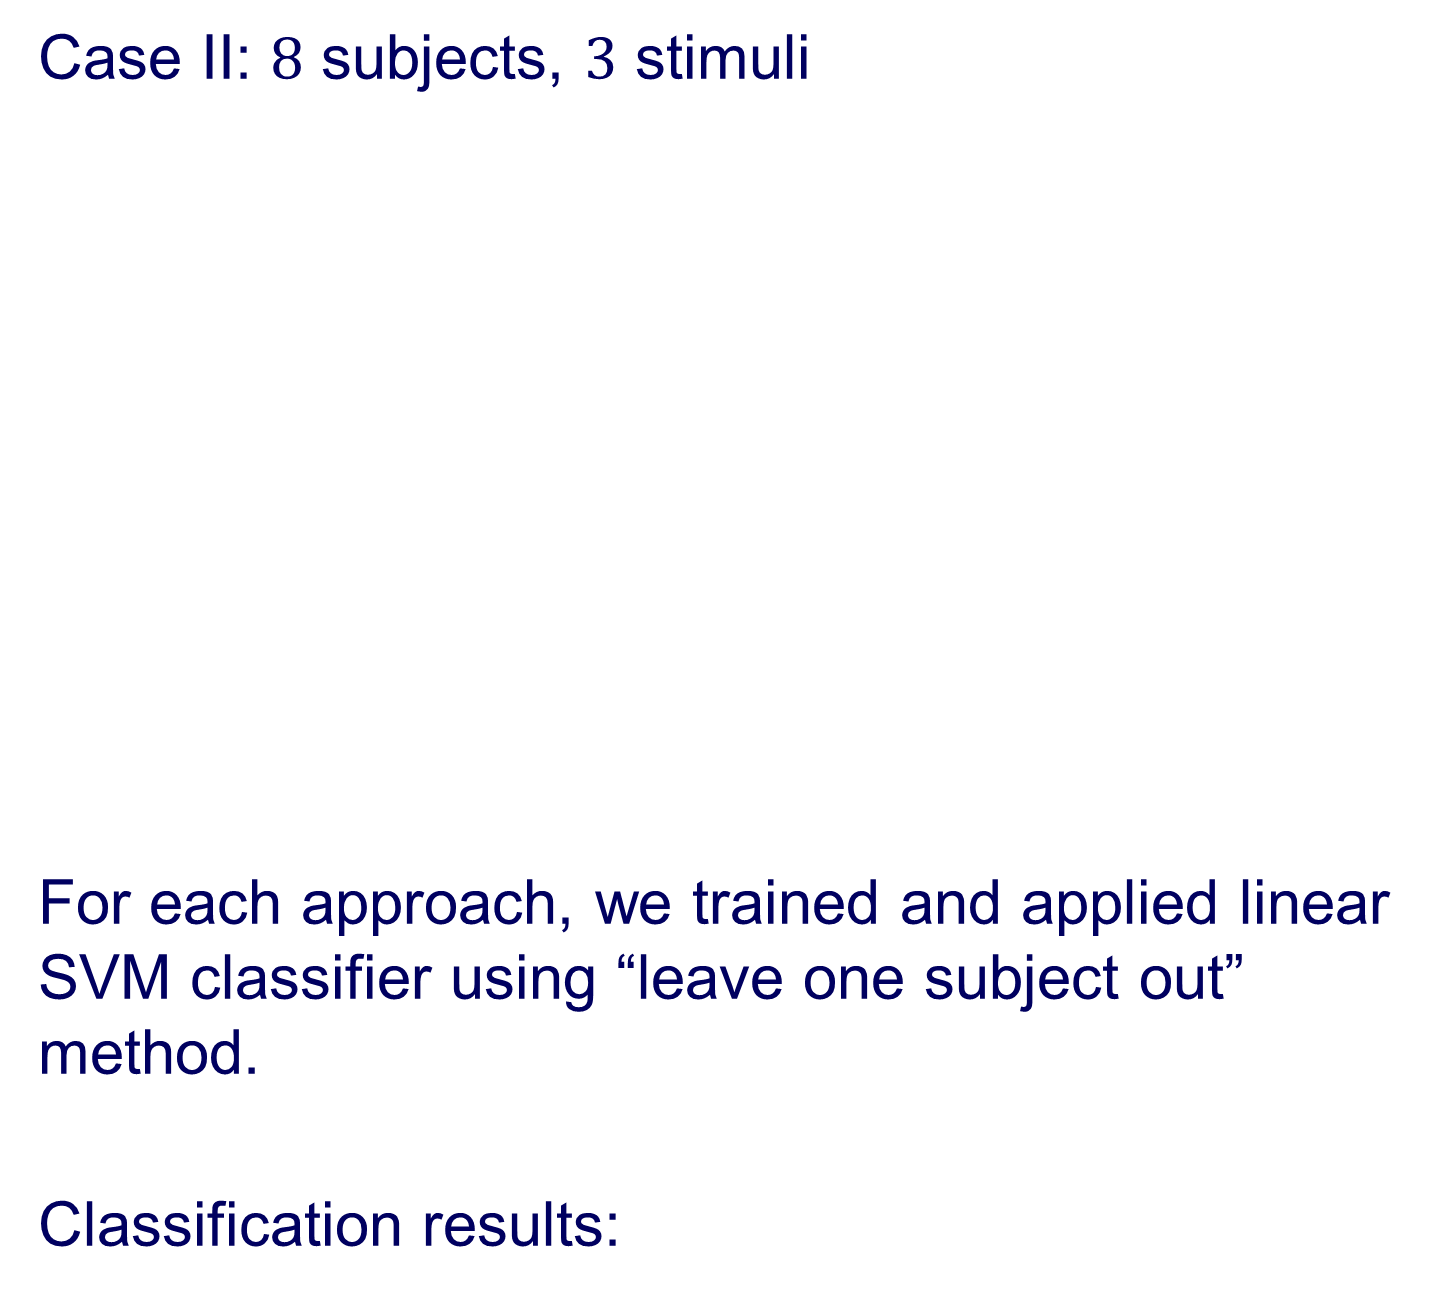 Case II: 8 subjects, 3 stimuli
For each approach, we trained and applied linear
SVM classifier using “leave one subject out”
method.
Classification results: